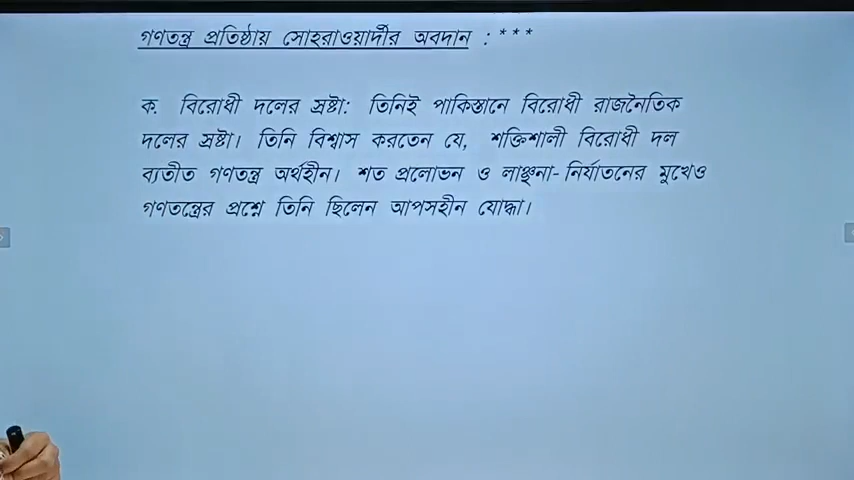 গণতন্ত্র প্রতিষ্ঠায় সোহরাওয়ার্দীর অবদান : ***
ক. বিরোধী দলের স্রষ্টা: তিনিই পাকিস্তানে বিরোধী রাজনৈতিক
দলের স্রষ্টা। তিনি বিশ্বাস করতেন যে, শক্তিশালী বিরোধী দল
ব্যতীত গণতন্ত্র অর্থহীন। শত প্রলোভন ও লাঞ্ছনা-নির্যাতনের মুখেও
গণতন্ত্রের প্রশ্নে তিনি ছিলেন আপসহীন যোদ্ধা।